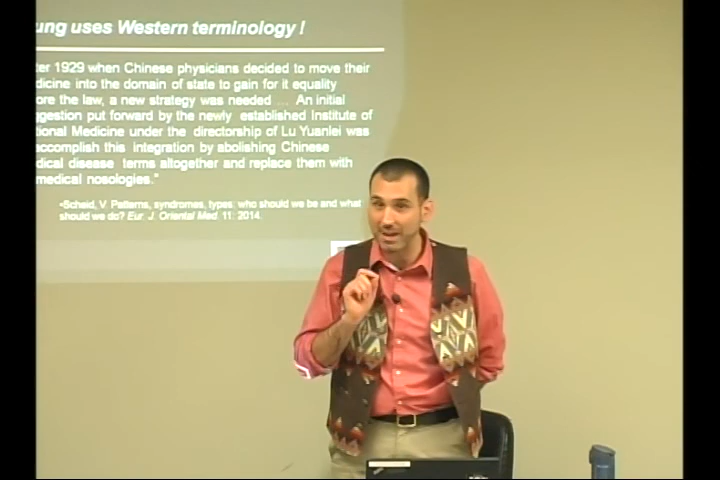 ung uses Western terminology !
ter 1929 when Chinese physicians decided to move their
dicine into the domain of state to gain for it equality
ore the law, a new strategy was needed ... An initial
ggestion put forward by the newly established Institute of
tional Medicine under the directorship of Lu Yuanlei was
accomplish this integration by abolishing Chinese
dical disease terms altogether and replace them with
medical nosologies."
•Scheid, V. Patterns, syndromes, types: who should we be and what
should we do? Eur. J. Oriental Med. 11: 2014.